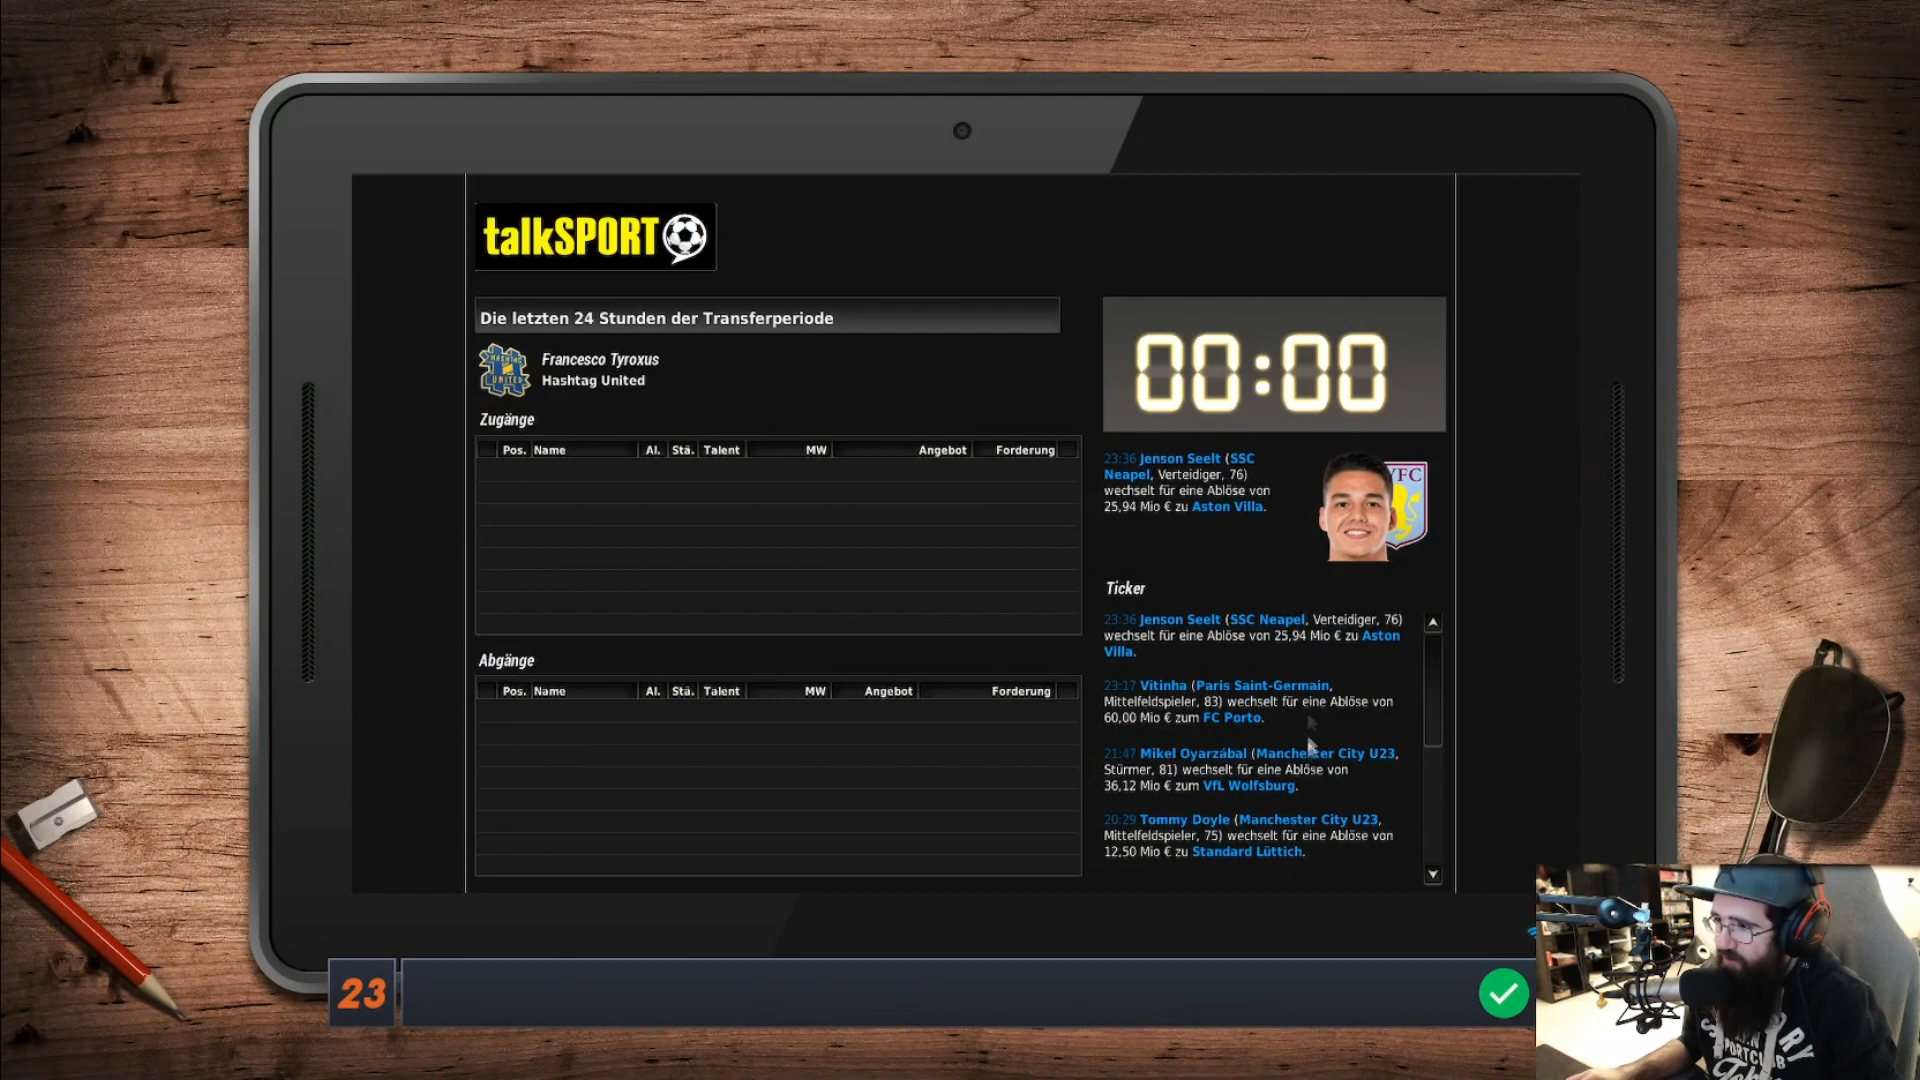 talkSPORT
Die letzten 24 Stunden der Transferperiode
Francesco Tyroxus
Hashtag United
Zugänge
Pos. Name Al. Stä. Talent MW Angebot Forderung
Abgänge
Pos. Name Al. Stä. Talent MW Angebot Forderung
00:00
23:36 Jenson Seelt (SSC
Neapel, Verteidiger, 76)
wechselt für eine Ablöse von
25,94 Mio € zu Aston Villa.
Ticker
23:36 Jenson Seelt (SSC Neapel, Verteidiger, 76)
wechselt für eine Ablöse von 25,94 Mio € zu Aston
Villa.
23:17 Vitinha (Paris Saint-Germain,
Mittelfeldspieler, 83) wechselt für eine Ablöse von
60,00 Mio € zum FC Porto.
21:47 Mikel Oyarzábal (Manchester City U23,
Stürmer, 81) wechselt für eine Ablöse von
36,12 Mio € zum VfL Wolfsburg.
20:29 Tommy Doyle (Manchester City U23,
Mittelfeldspieler, 75) wechselt für eine Ablöse von
12,50 Mio € zu Standard Lüttich.
23
HASHTAG
UNITED